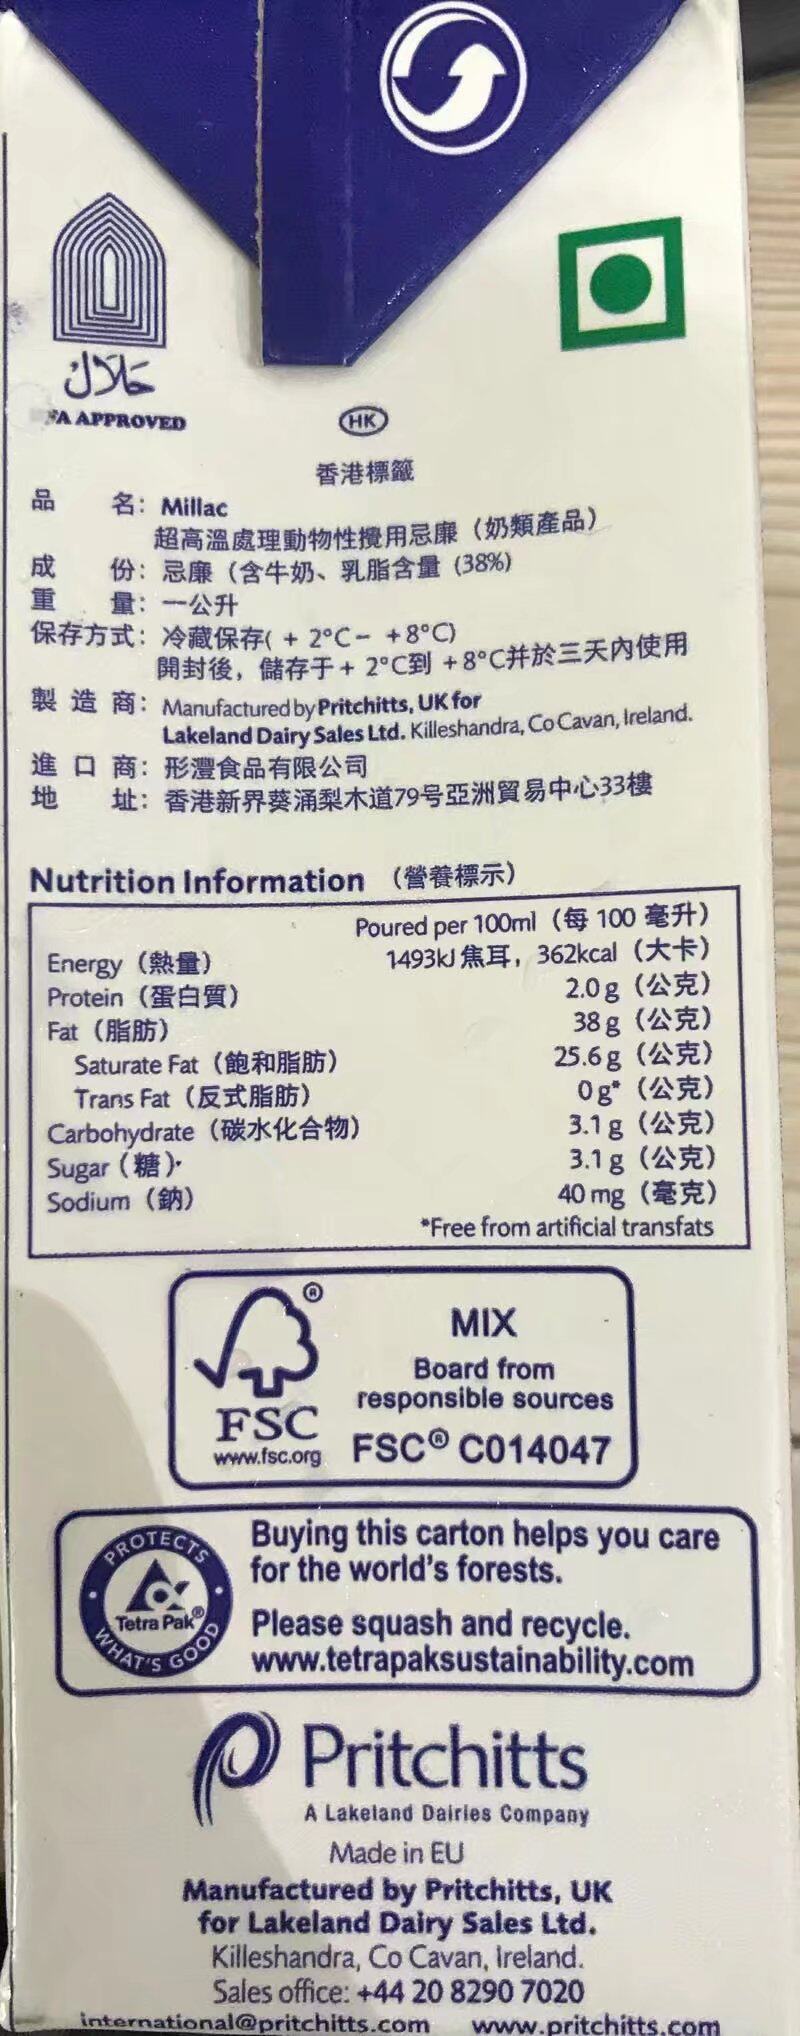 حلال
APPROVED
HK
香港標籤
品 名：Millac
超高溫處理動物性攪用忌廉（奶類產品）
成 份：忌廉（含牛奶、乳脂含量 (38%)
重 量：一公升
保存方式：冷藏保存( + 2°C- +8°C)
開封後，儲存于+ 2°C到 +8°C并於三天內使用
製 造 商：Manufactured by Pritchitts, UK for
Lakeland Dairy Sales Ltd. Killeshandra, Co Cavan, Ireland.
進 口 商：形灃食品有限公司
地 址：香港新界葵涌梨木道79号亞洲貿易中心33樓
Nutrition Information （營養標示）
Poured per 100ml（每 100 毫升）
Energy（熱量） 1493kJ 焦耳，362kcal（大卡）
Protein（蛋白質） 2.0 g（公克）
Fat（脂肪） 38 g（公克）
Saturate Fat（飽和脂肪） 25.6 g（公克）
Trans Fat（反式脂肪） 0 g*（公克）
Carbohydrate（碳水化合物） 3.1 g（公克）
Sugar（糖） 3.1 g（公克）
Sodium（鈉） 40 mg（毫克）
*Free from artificial transfats
FSC
www.fsc.org
MIX
Board from
responsible sources
FSC® C014047
PROTECTS
Tetra Pak®
WHAT'S GOOD
Buying this carton helps you care
for the world's forests.
Please squash and recycle.
www.tetrapaksustainability.com
Pritchitts
A Lakeland Dairies Company
Made in EU
Manufactured by Pritchitts, UK
for Lakeland Dairy Sales Ltd.
Killeshandra, Co Cavan, Ireland.
Sales office: +44 20 8290 7020
international@pritchitts.com www.pritchitts.com